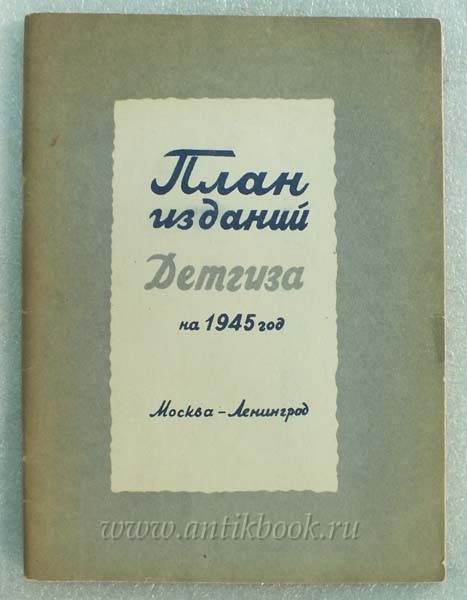 План
изданий
Детгиза
на 1945 год
Москва – Ленинград
www.antikbook.ru